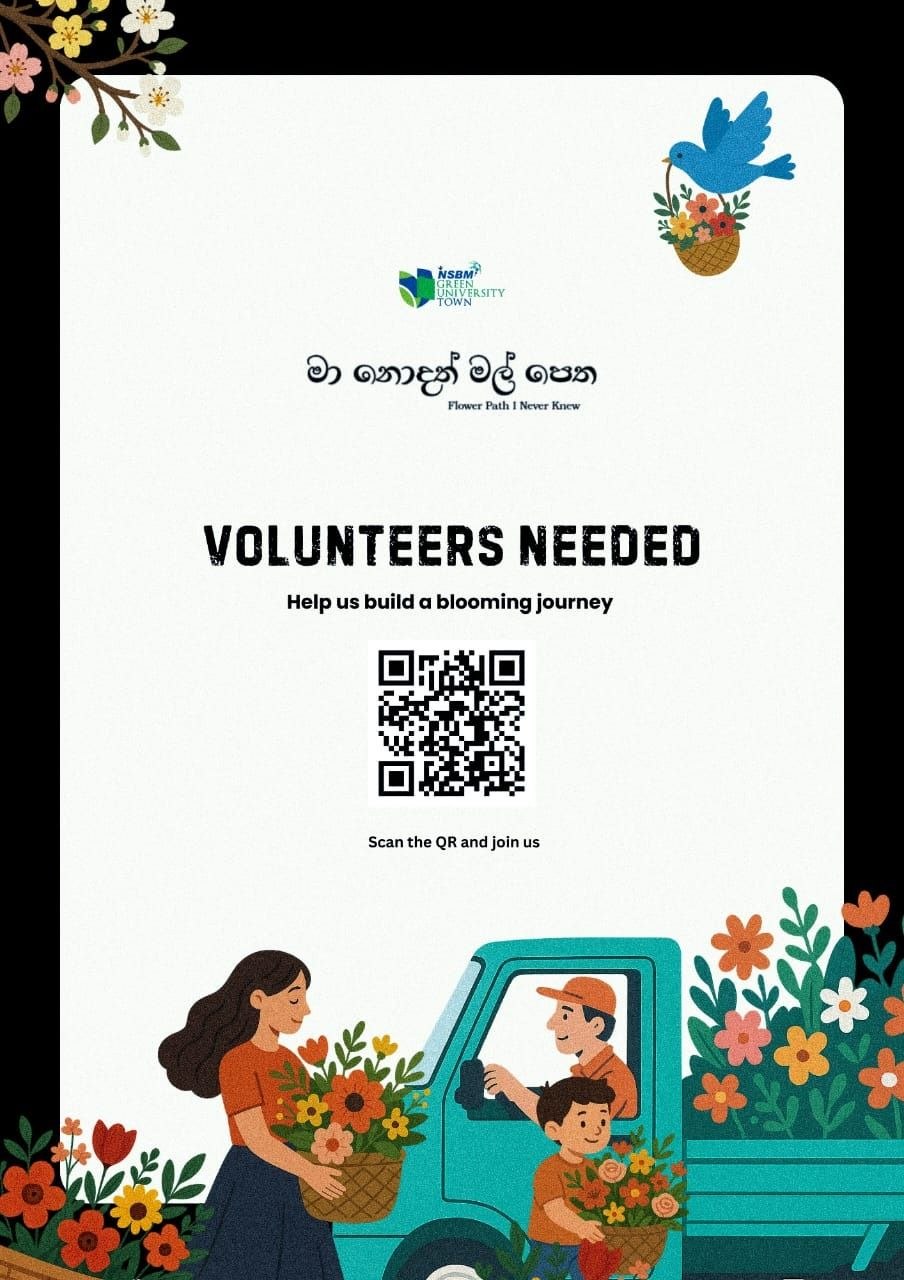 NSBM
GREEN
UNIVERSITY
TOWN
මා නොදත් මල් පෙත
Flower Path I Never Knew
VOLUNTEERS NEEDED
Help us build a blooming journey
Scan the QR and join us